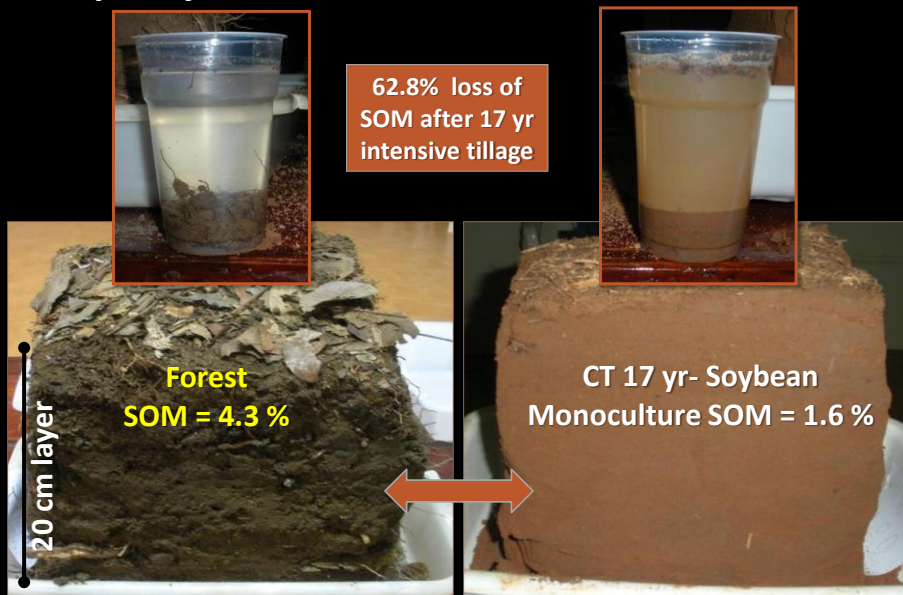 62.8% loss of
SOM after 17 yr
intensive tillage
Forest
SOM = 4.3 %
CT 17 yr- Soybean
Monoculture SOM = 1.6 %
20 cm layer